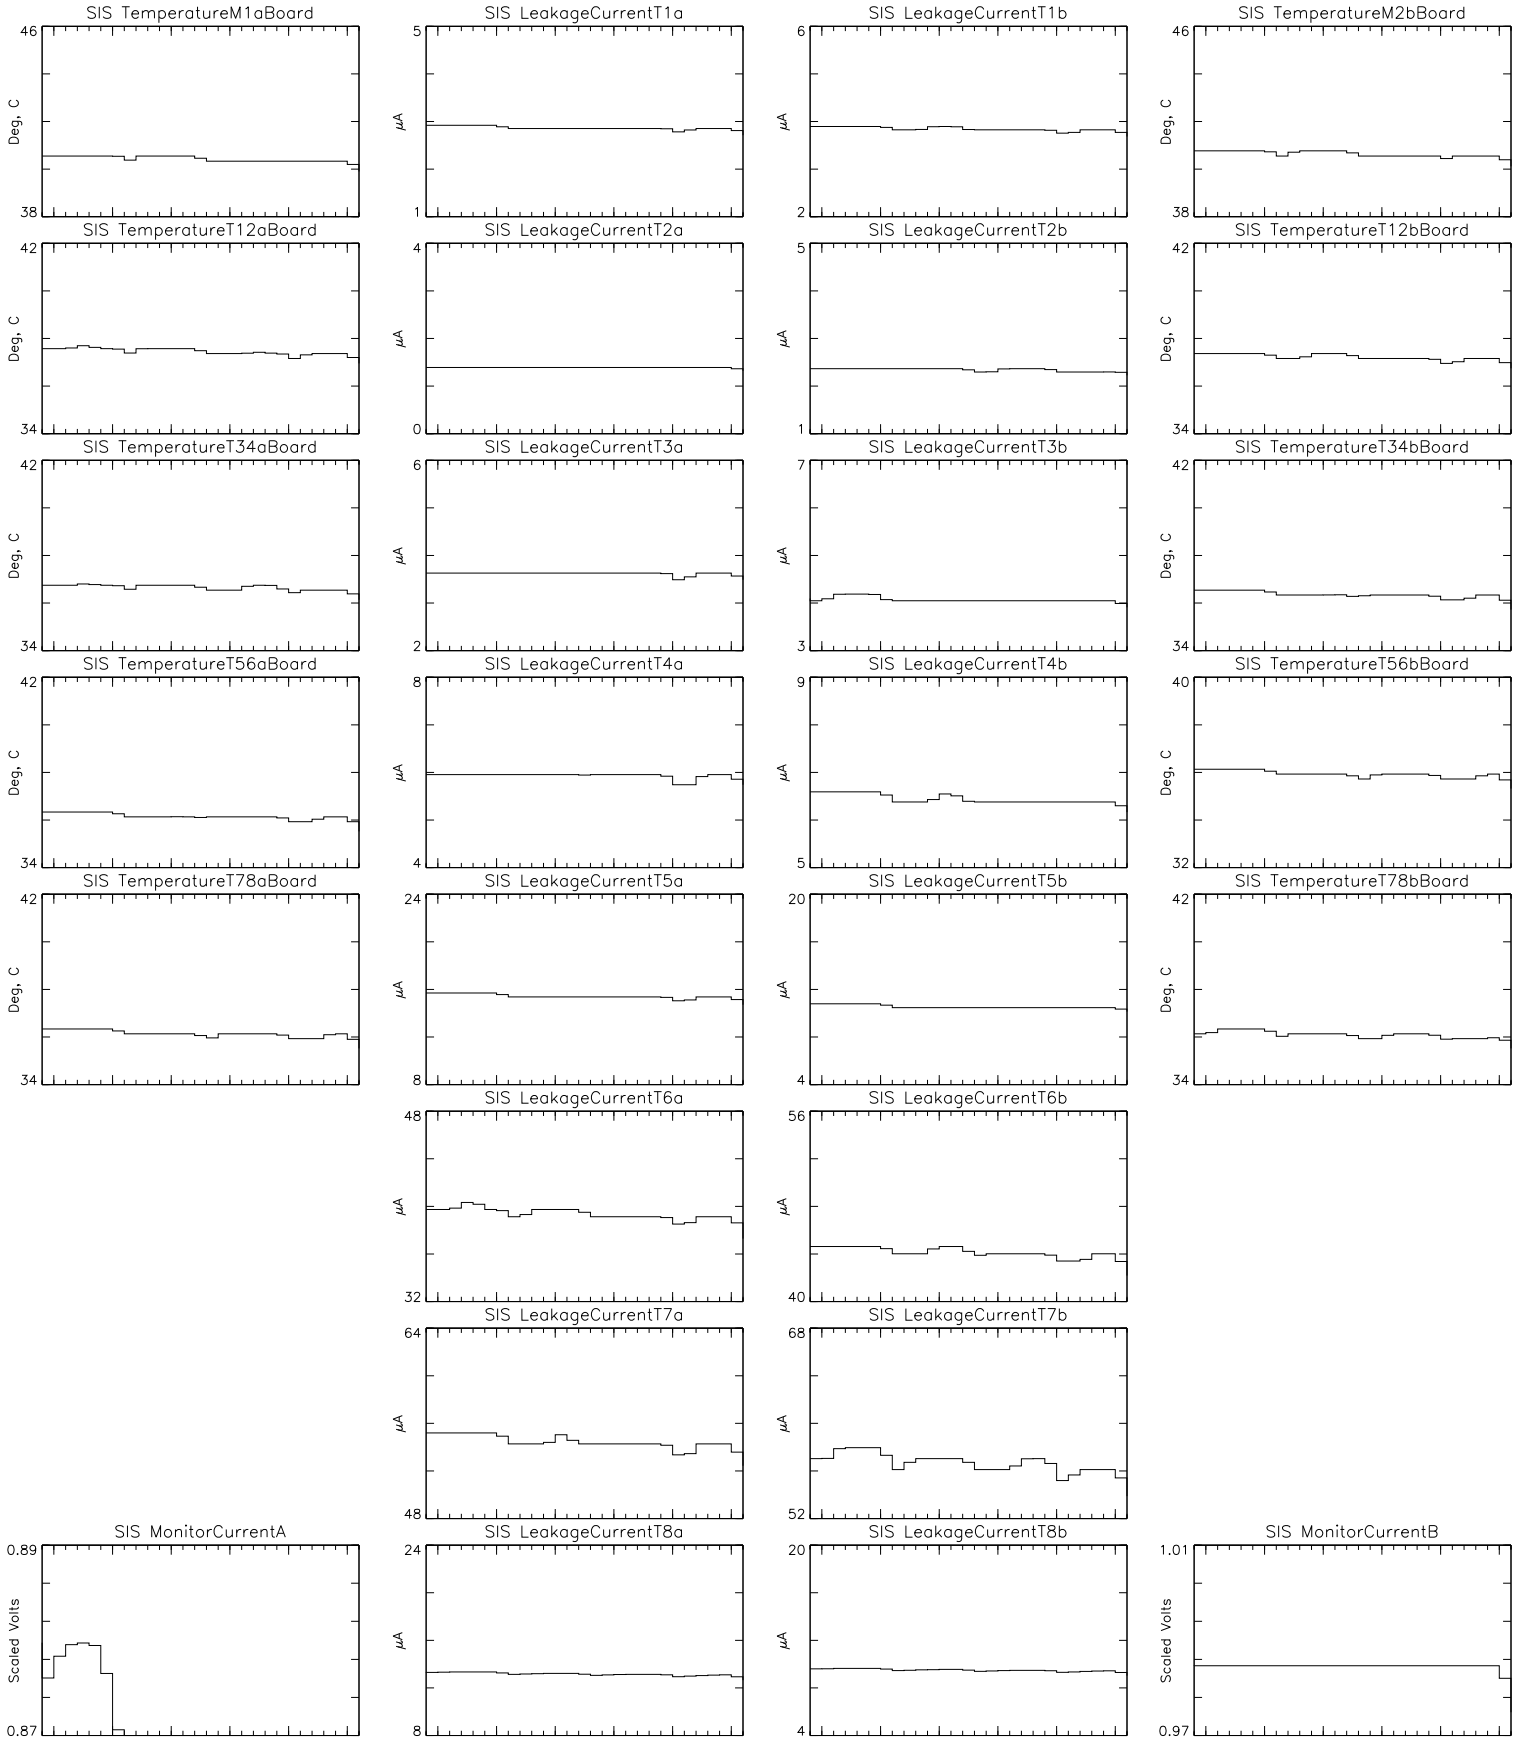 SIS TemperatureM1aBoard
46
Deg, C
38
SIS LeakageCurrentT1a
5
μA
1
SIS LeakageCurrentT1b
6
μA
2
SIS TemperatureM2bBoard
46
Deg, C
38
SIS TemperatureT12aBoard
42
Deg, C
34
SIS LeakageCurrentT2a
4
μA
0
SIS LeakageCurrentT2b
5
μA
1
SIS TemperatureT12bBoard
42
Deg, C
34
SIS TemperatureT34aBoard
42
Deg, C
34
SIS LeakageCurrentT3a
6
μA
2
SIS LeakageCurrentT3b
7
μA
3
SIS TemperatureT34bBoard
42
Deg, C
34
SIS TemperatureT56aBoard
42
Deg, C
34
SIS LeakageCurrentT4a
8
μA
4
SIS LeakageCurrentT4b
9
μA
5
SIS TemperatureT56bBoard
40
Deg, C
32
SIS TemperatureT78aBoard
42
Deg, C
34
SIS LeakageCurrentT5a
24
μA
8
SIS LeakageCurrentT5b
20
μA
4
SIS TemperatureT78bBoard
42
Deg, C
34
SIS LeakageCurrentT6a
48
μA
32
SIS LeakageCurrentT6b
56
μA
40
SIS LeakageCurrentT7a
64
μA
48
SIS LeakageCurrentT7b
68
μA
52
SIS MonitorCurrentA
0.89
Scaled Volts
0.87
SIS LeakageCurrentT8a
24
μA
8
SIS LeakageCurrentT8b
20
μA
4
SIS MonitorCurrentB
1.01
Scaled Volts
0.97